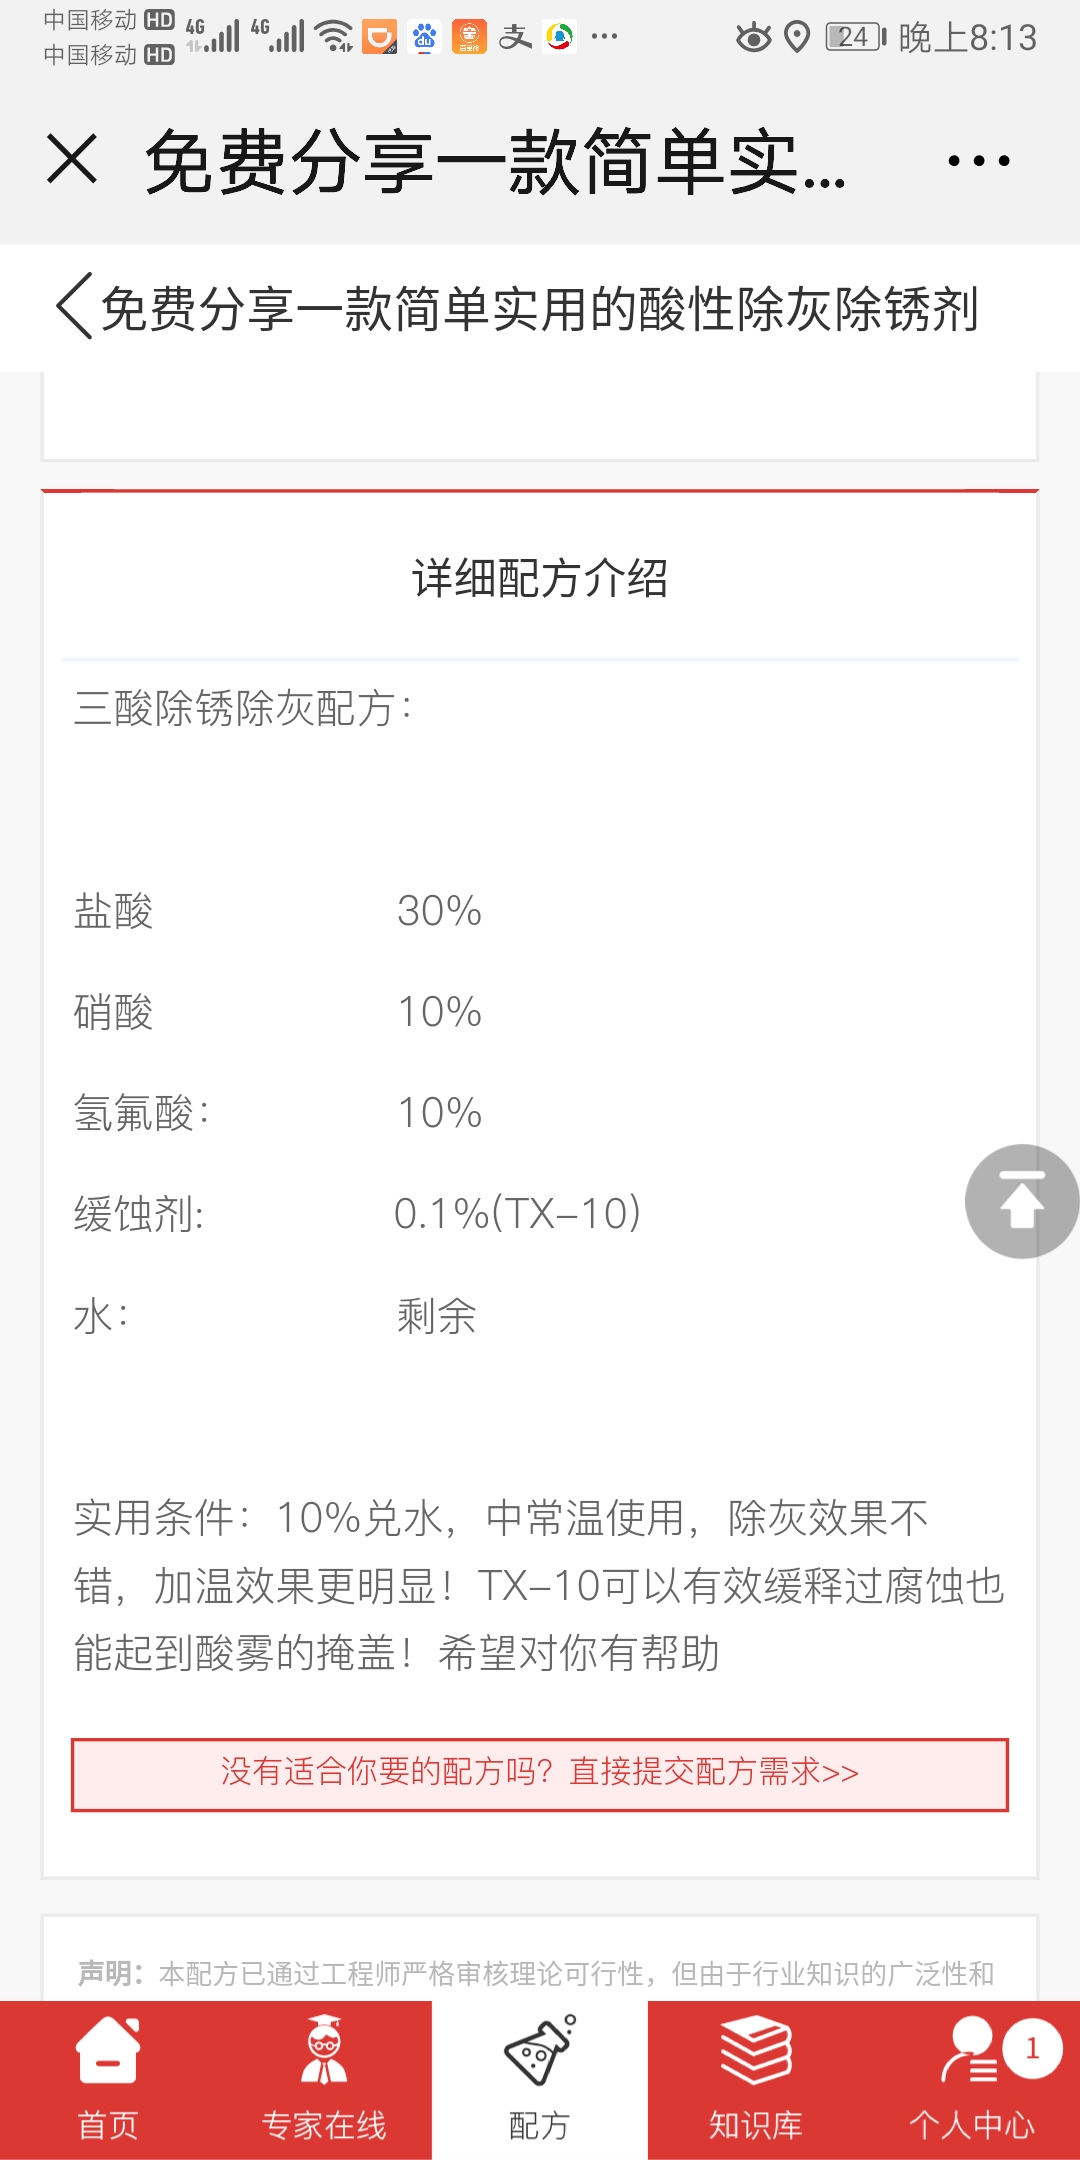 中国移动 HD 4G 4G 24 晚上8:13
中国移动 HD
免费分享一款简单实...
免费分享一款简单实用的酸性除灰除锈剂
详细配方介绍
三酸除锈除灰配方：
盐酸 30%
硝酸 10%
氢氟酸： 10%
缓蚀剂: 0.1%(TX-10)
水： 剩余
实用条件：10%兑水，中常温使用，除灰效果不
错，加温效果更明显！TX-10可以有效缓释过腐蚀也
能起到酸雾的掩盖！希望对你有帮助
没有适合你要的配方吗？直接提交配方需求>>
声明：本配方已通过工程师严格审核理论可行性，但由于行业知识的广泛性和
1
首页 专家在线 配方 知识库 个人中心